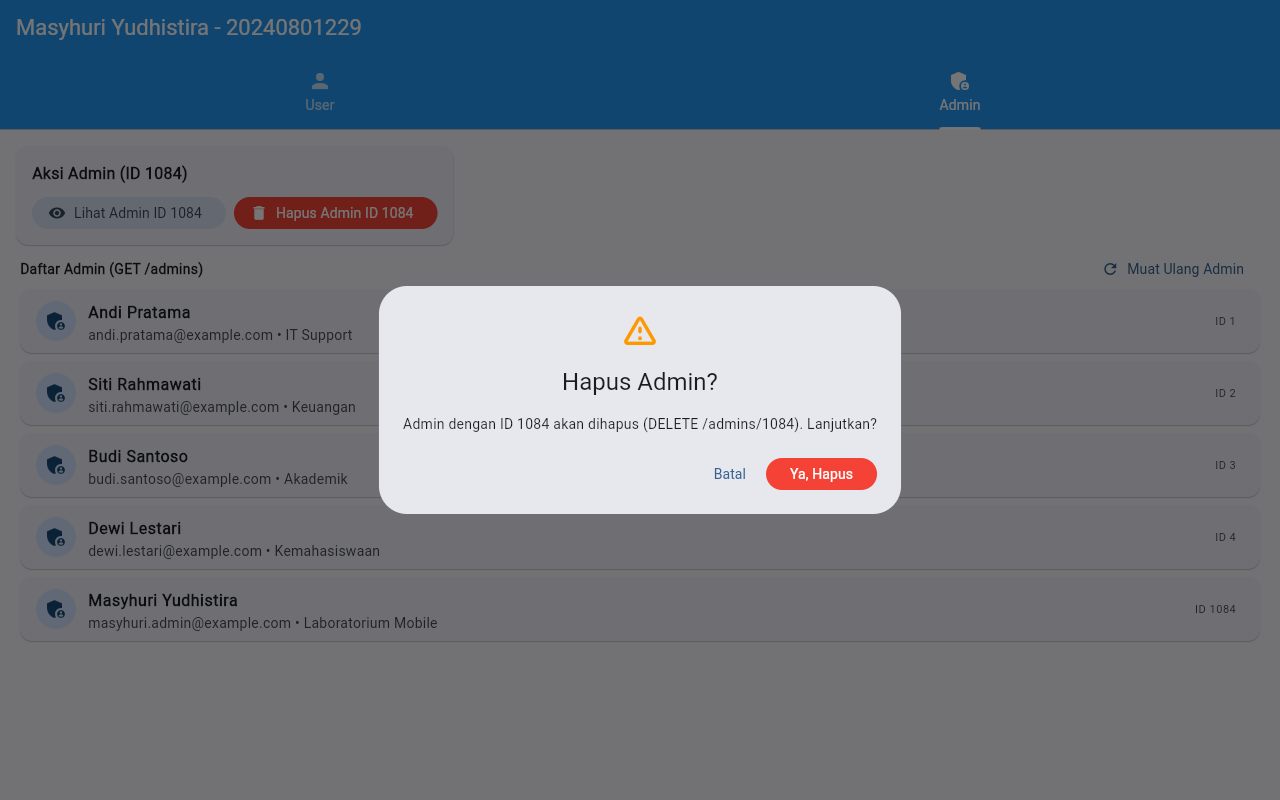 Masyhuri Yudhistira - 20240801229
User
Admin
Aksi Admin (ID 1084)
Lihat Admin ID 1084
Hapus Admin ID 1084
Daftar Admin (GET /admins)
Muat Ulang Admin
Andi Pratama
andi.pratama@example.com • IT Support
ID 1
Siti Rahmawati
siti.rahmawati@example.com • Keuangan
ID 2
Budi Santoso
budi.santoso@example.com • Akademik
ID 3
Dewi Lestari
dewi.lestari@example.com • Kemahasiswaan
ID 4
Masyhuri Yudhistira
masyhuri.admin@example.com • Laboratorium Mobile
ID 1084
Hapus Admin?
Admin dengan ID 1084 akan dihapus (DELETE /admins/1084). Lanjutkan?
Batal
Ya, Hapus